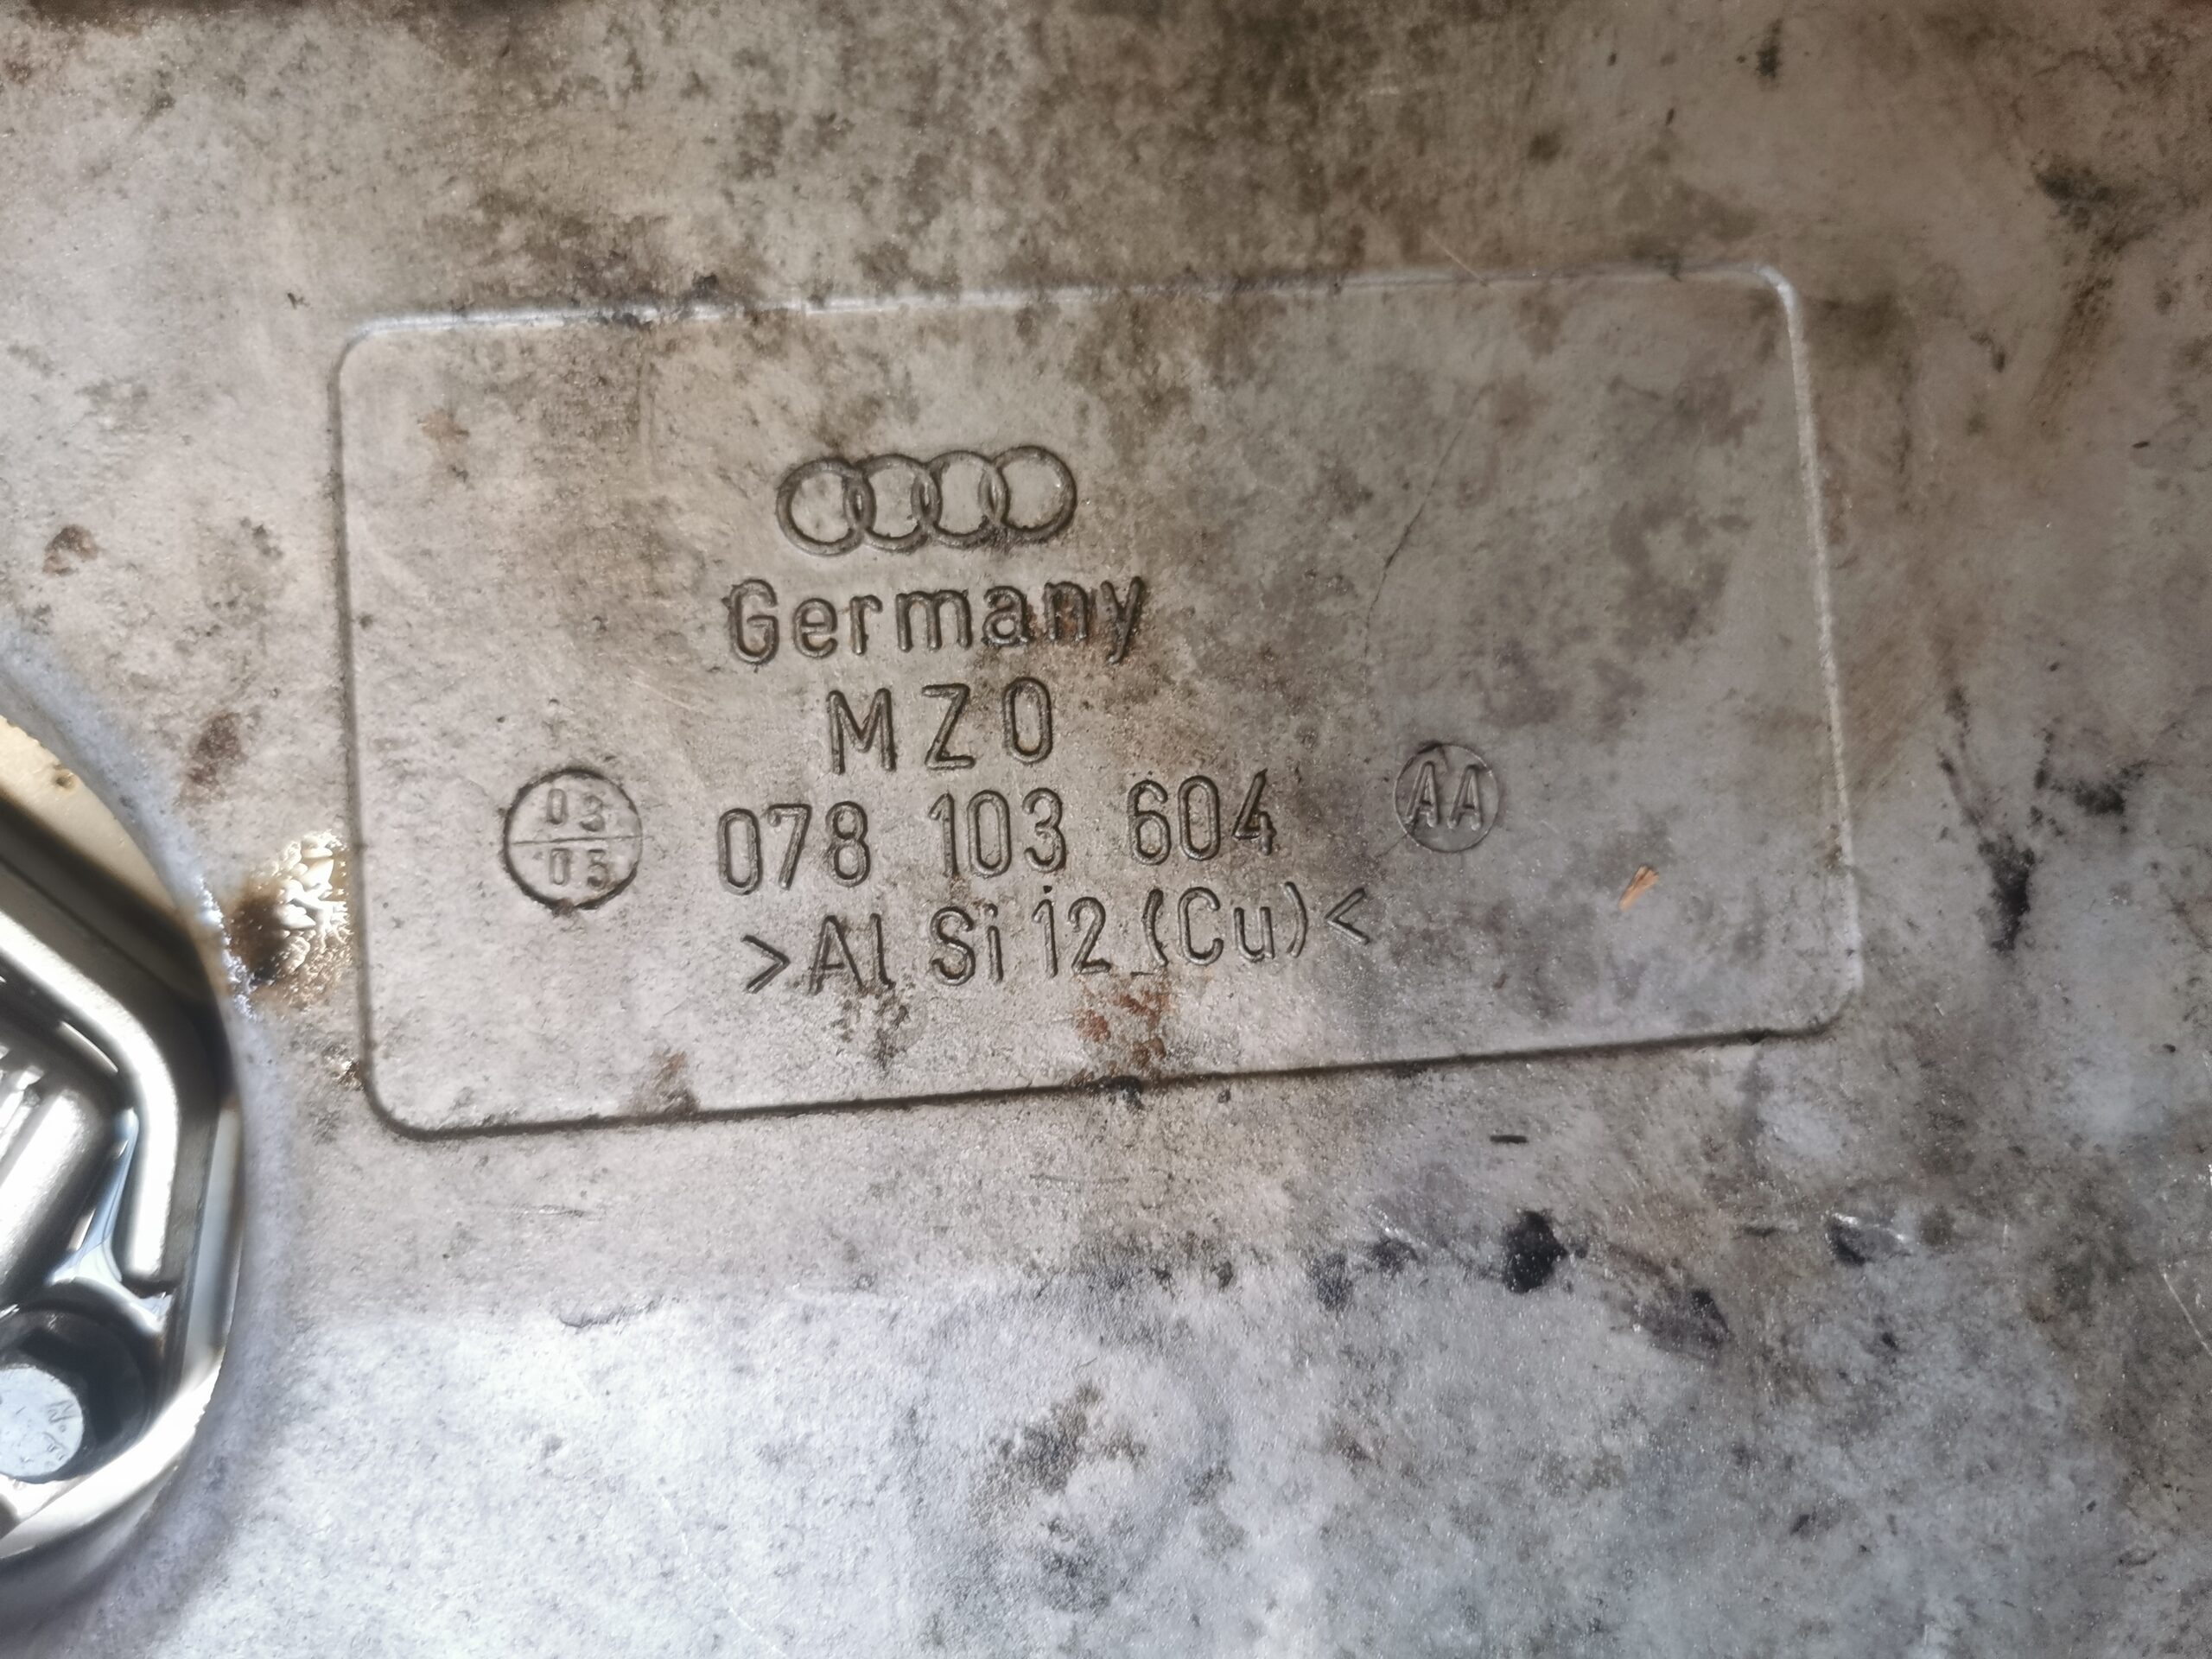 Germany
MZO
03
05
078 103 604
AA
>Al Si 12 (Cu)<